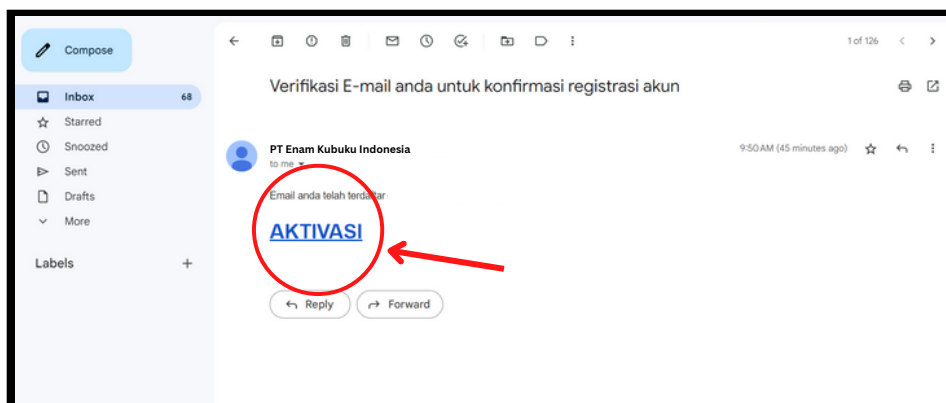 Compose
1 of 126
Verifikasi E-mail anda untuk konfirmasi registrasi akun
Inbox 68
Starred
Snoozed
Sent
Drafts
More
Labels +
PT Enam Kubuku Indonesia
9:50 AM (45 minutes ago)
to me
Email anda telah terdaftar
AKTIVASI
Reply
Forward